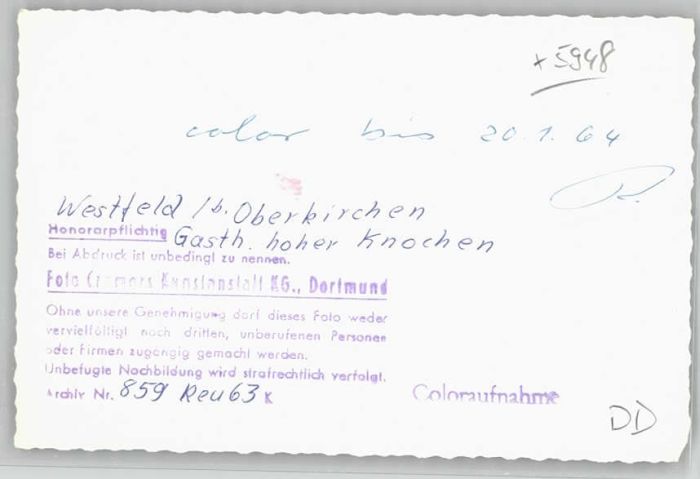 x 5948
color bis 20.1.64
Westfeld / b. Oberkirchen
Honorarpflichtig Gasth. hoher Knochen
Bei Abdruck ist unbedingt zu nennen.
Foto Cramers Kunstanstalt KG., Dortmund
Ohne unsere Genehmigung darf dieses Foto weder
vervielfältigt noch dritten, unberufenen Personen
oder Firmen zugängig gemacht werden.
Unbefugte Nachbildung wird strafrechtlich verfolgt.
Archiv Nr. 859 Reu 63 K
Coloraufnahme
DD